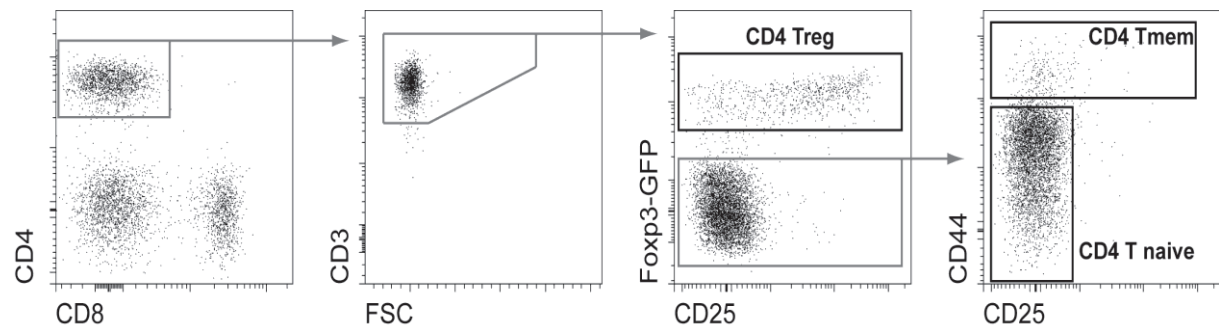 CD4
CD8
CD3
FSC
CD4 Treg
Foxp3-GFP
CD25
CD4 Tmem
CD4 T naive
CD44
CD25